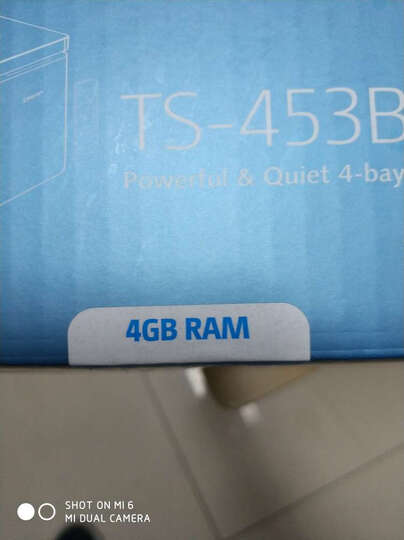 TS-453B
Powerful & Quiet 4-bay
4GB RAM
SHOT ON MI 6
MI DUAL CAMERA